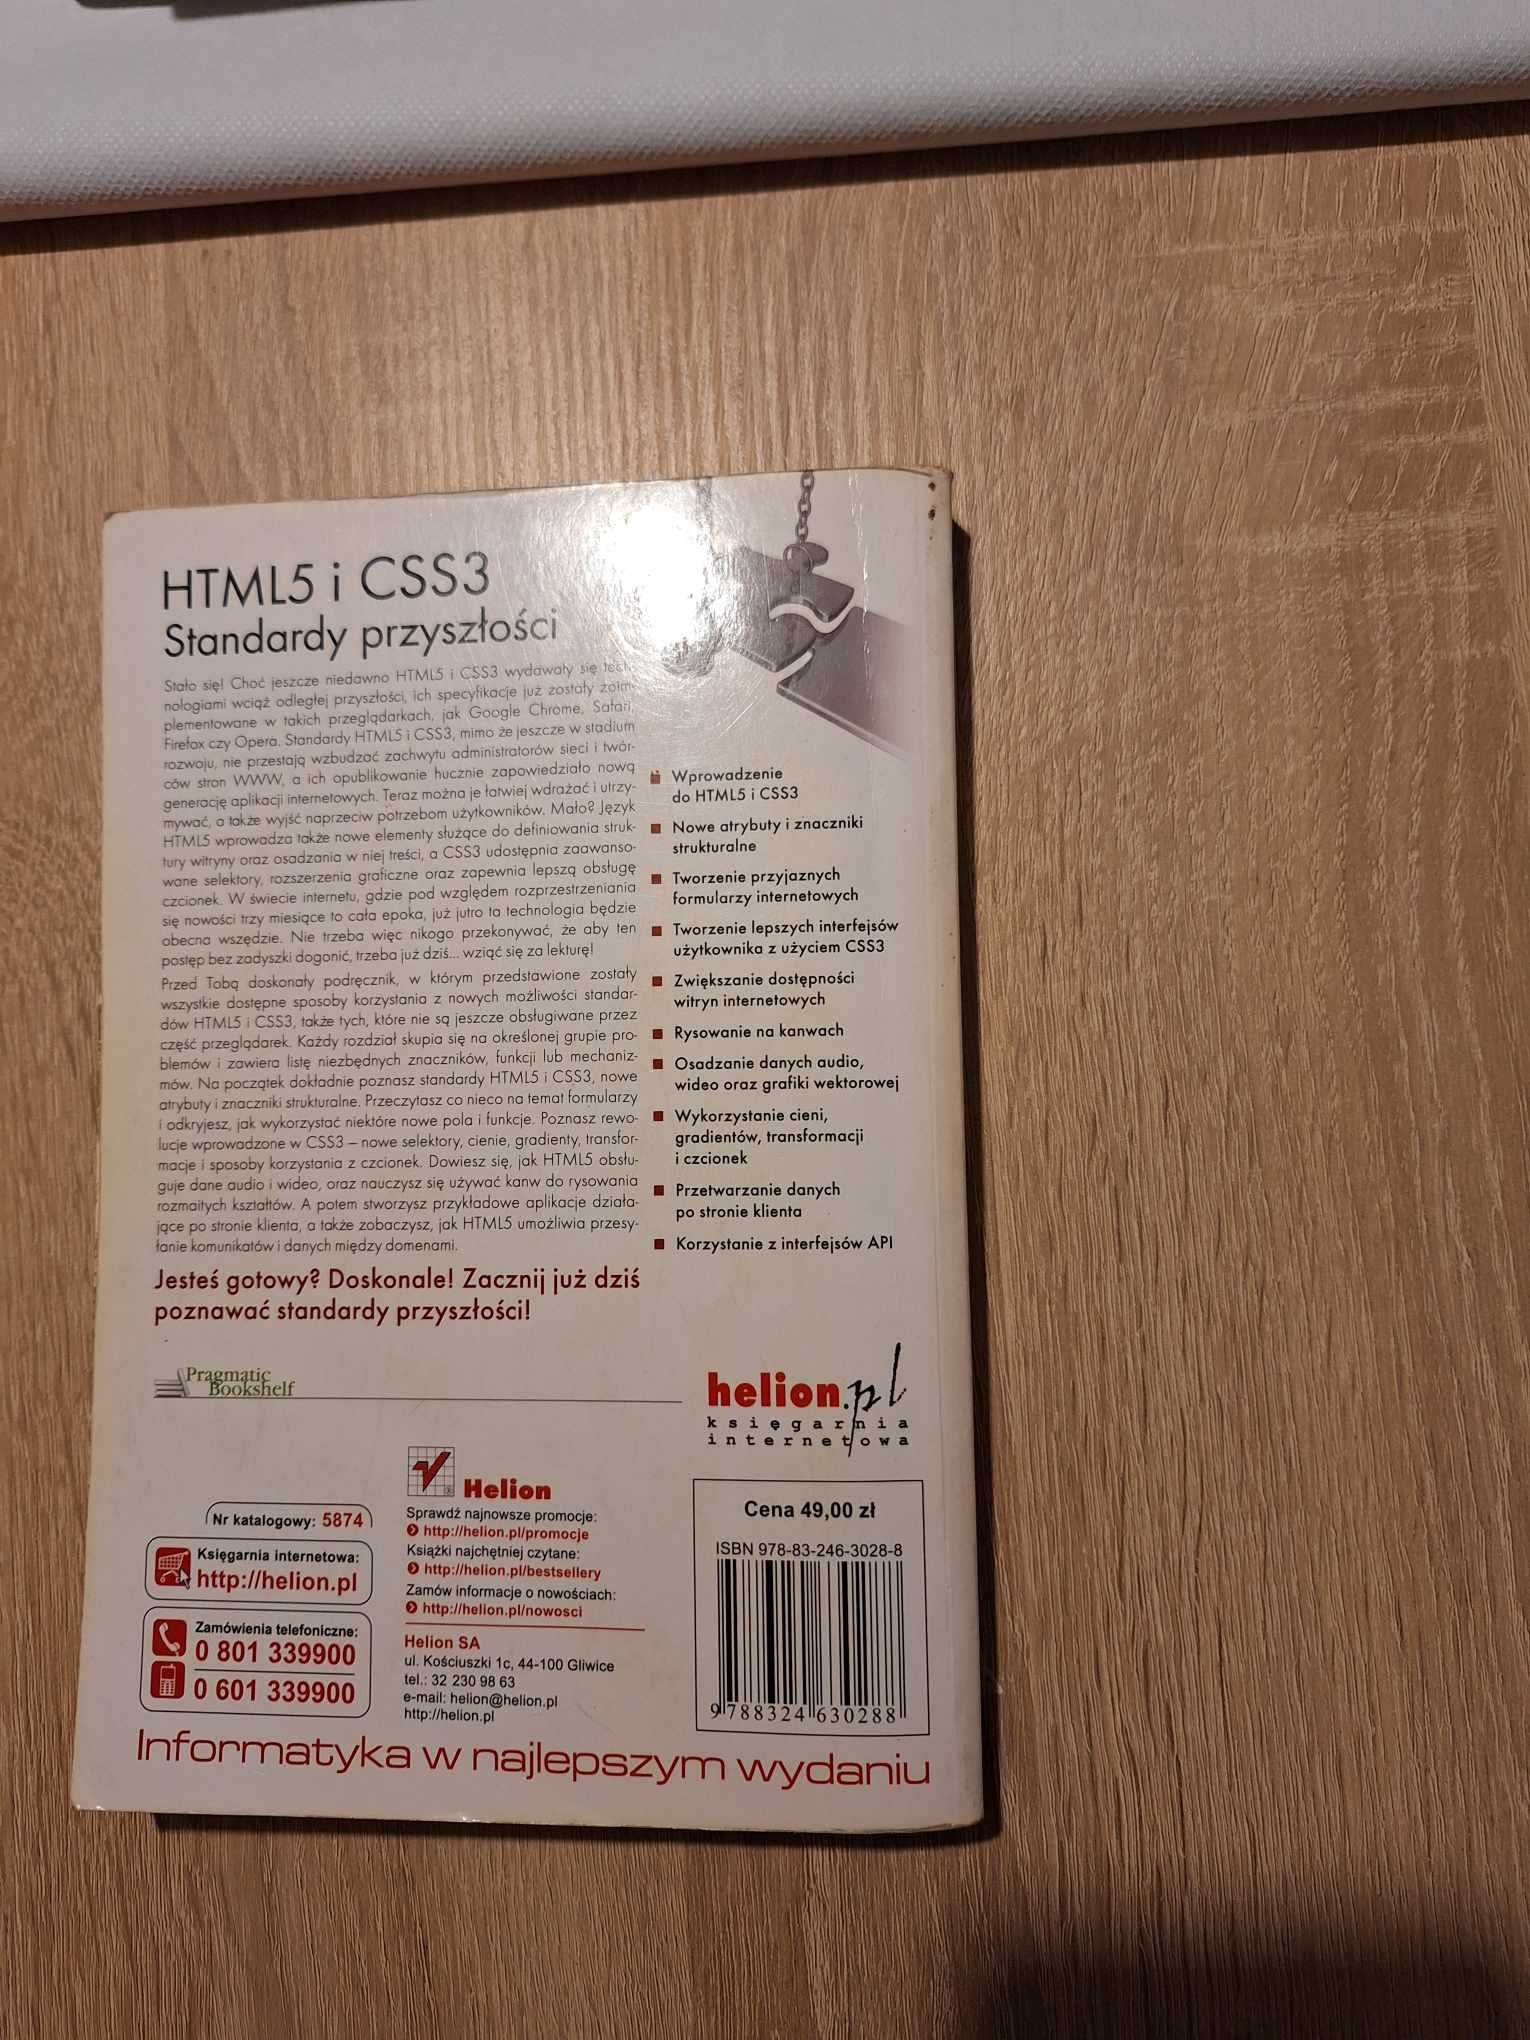 HTML5 i CSS3
Standardy przyszłości
Stało się! Choć jeszcze niedawno HTML5 i CSS3 wydawały się tech-
nologiami wciąż odległej przyszłości, ich specyfikacje już zostały zaim-
plementowane w takich przeglądarkach, jak Google Chrome, Safari,
Firefox czy Opera. Standardy HTML5 i CSS3, mimo że jeszcze w stadium
rozwoju, nie przestają wzbudzać zachwytu administratorów sieci i twór-
ców stron WWW, a ich opublikowanie hucznie zapowiedziało nową
generację aplikacji internetowych. Teraz można je łatwiej wdrażać i utrzy-
mywać, a także wyjść naprzeciw potrzebom użytkowników. Mało? Język
HTML5 wprowadza także nowe elementy służące do definiowania struk-
tury witryny oraz osadzania w niej treści, a CSS3 udostępnia zaawanso-
wane selektory, rozszerzenia graficzne oraz zapewnia lepszą obsługę
czcionek. W świecie internetu, gdzie pod względem rozprzestrzeniania
się nowości trzy miesiące to cała epoka, już jutro ta technologia będzie
obecna wszędzie. Nie trzeba więc nikogo przekonywać, że aby ten
postęp bez zadyszki dogonić, trzeba już dziś... wziąć się za lekturę!
Przed Tobą doskonały podręcznik, w którym przedstawione zostały
wszystkie dostępne sposoby korzystania z nowych możliwości standar-
dów HTML5 i CSS3, także tych, które nie są jeszcze obsługiwane przez
część przeglądarek. Każdy rozdział skupia się na określonej grupie pro-
blemów i zawiera listę niezbędnych znaczników, funkcji lub mechaniz-
mów. Na początek dokładnie poznasz standardy HTML5 i CSS3, nowe
atrybuty i znaczniki strukturalne. Przeczytasz co nieco na temat formularzy
i odkryjesz, jak wykorzystać niektóre nowe pola i funkcje. Poznasz rewo-
lucje wprowadzone w CSS3 – nowe selektory, cienie, gradienty, transfor-
macje i sposoby korzystania z czcionek. Dowiesz się, jak HTML5 obsłu-
guje dane audio i wideo, oraz nauczysz się używać kanw do rysowania
rozmaitych kształtów. A potem stworzysz przykładowe aplikacje działa-
jące po stronie klienta, a także zobaczysz, jak HTML5 umożliwia przesy-
łanie komunikatów i danych między domenami.
Jesteś gotowy? Doskonale! Zacznij już dziś
poznawać standardy przyszłości!
Wprowadzenie
do HTML5 i CSS3
Nowe atrybuty i znaczniki
strukturalne
Tworzenie przyjaznych
formularzy internetowych
Tworzenie lepszych interfejsów
użytkownika z użyciem CSS3
Zwiększanie dostępności
witryn internetowych
Rysowanie na kanwach
Osadzanie danych audio,
wideo oraz grafiki wektorowej
Wykorzystanie cieni,
gradientów, transformacji
i czcionek
Przetwarzanie danych
po stronie klienta
Korzystanie z interfejsów API
Pragmatic
Bookshelf
helion.pl
księgarnia
internetowa
Nr katalogowy: 5874
Księgarnia internetowa:
http://helion.pl
Zamówienia telefoniczne:
0 801 339900
0 601 339900
Helion
Sprawdź najnowsze promocje:
http://helion.pl/promocje
Książki najchętniej czytane:
http://helion.pl/bestsellery
Zamów informacje o nowościach:
http://helion.pl/nowosci
Helion SA
ul. Kościuszki 1c, 44-100 Gliwice
tel.: 32 230 98 63
e-mail: helion@helion.pl
http://helion.pl
Cena 49,00 zł
ISBN 978-83-246-3028-8
9 788324 630288
Informatyka w najlepszym wydaniu